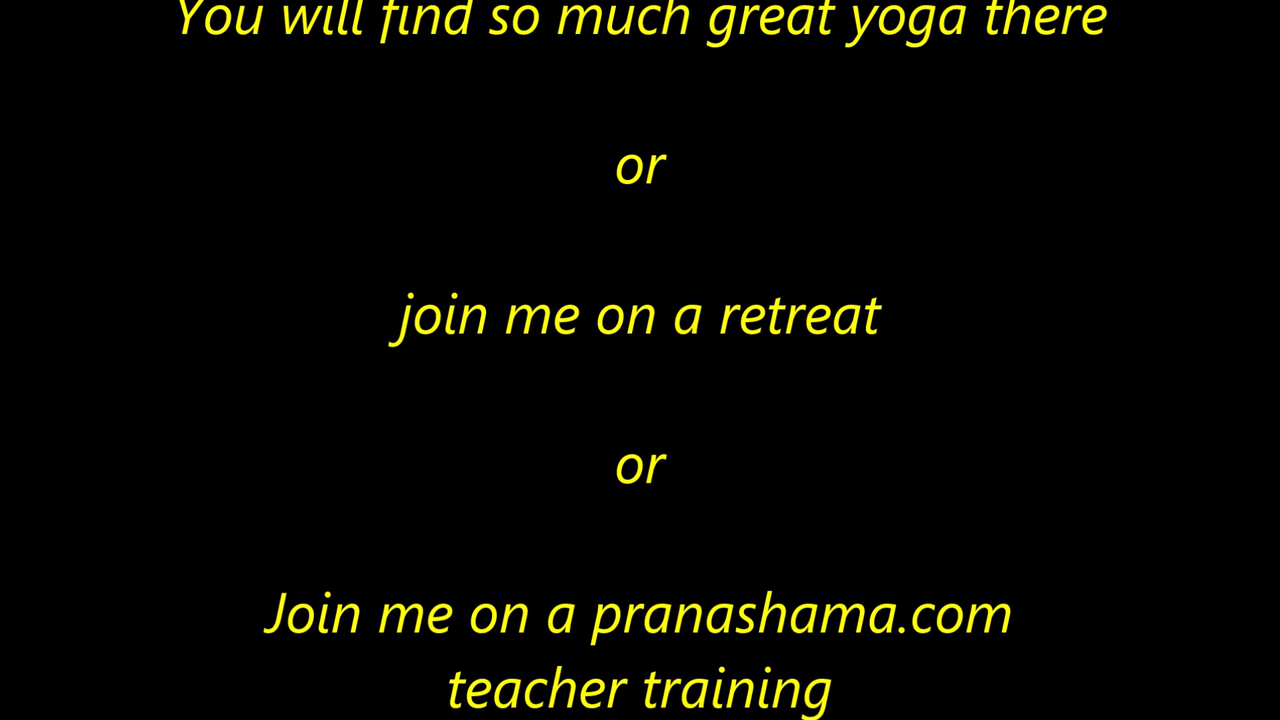 You will find so much great yoga there
or
join me on a retreat
or
Join me on a pranashama.com
teacher training